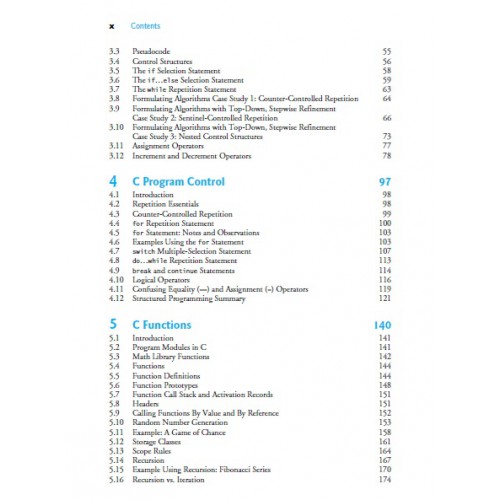 x Contents
3.3 Pseudocode 55
3.4 Control Structures 56
3.5 The if Selection Statement 58
3.6 The if...else Selection Statement 59
3.7 The while Repetition Statement 63
3.8 Formulating Algorithms Case Study 1: Counter-Controlled Repetition 64
3.9 Formulating Algorithms with Top-Down, Stepwise Refinement
Case Study 2: Sentinel-Controlled Repetition 66
3.10 Formulating Algorithms with Top-Down, Stepwise Refinement
Case Study 3: Nested Control Structures 73
3.11 Assignment Operators 77
3.12 Increment and Decrement Operators 78
4 C Program Control 97
4.1 Introduction 98
4.2 Repetition Essentials 98
4.3 Counter-Controlled Repetition 99
4.4 for Repetition Statement 100
4.5 for Statement: Notes and Observations 103
4.6 Examples Using the for Statement 103
4.7 switch Multiple-Selection Statement 107
4.8 do...while Repetition Statement 113
4.9 break and continue Statements 114
4.10 Logical Operators 116
4.11 Confusing Equality (==) and Assignment (=) Operators 119
4.12 Structured Programming Summary 121
5 C Functions 140
5.1 Introduction 141
5.2 Program Modules in C 141
5.3 Math Library Functions 142
5.4 Functions 144
5.5 Function Definitions 144
5.6 Function Prototypes 148
5.7 Function Call Stack and Activation Records 151
5.8 Headers 151
5.9 Calling Functions By Value and By Reference 152
5.10 Random Number Generation 153
5.11 Example: A Game of Chance 158
5.12 Storage Classes 161
5.13 Scope Rules 164
5.14 Recursion 167
5.15 Example Using Recursion: Fibonacci Series 170
5.16 Recursion vs. Iteration 174